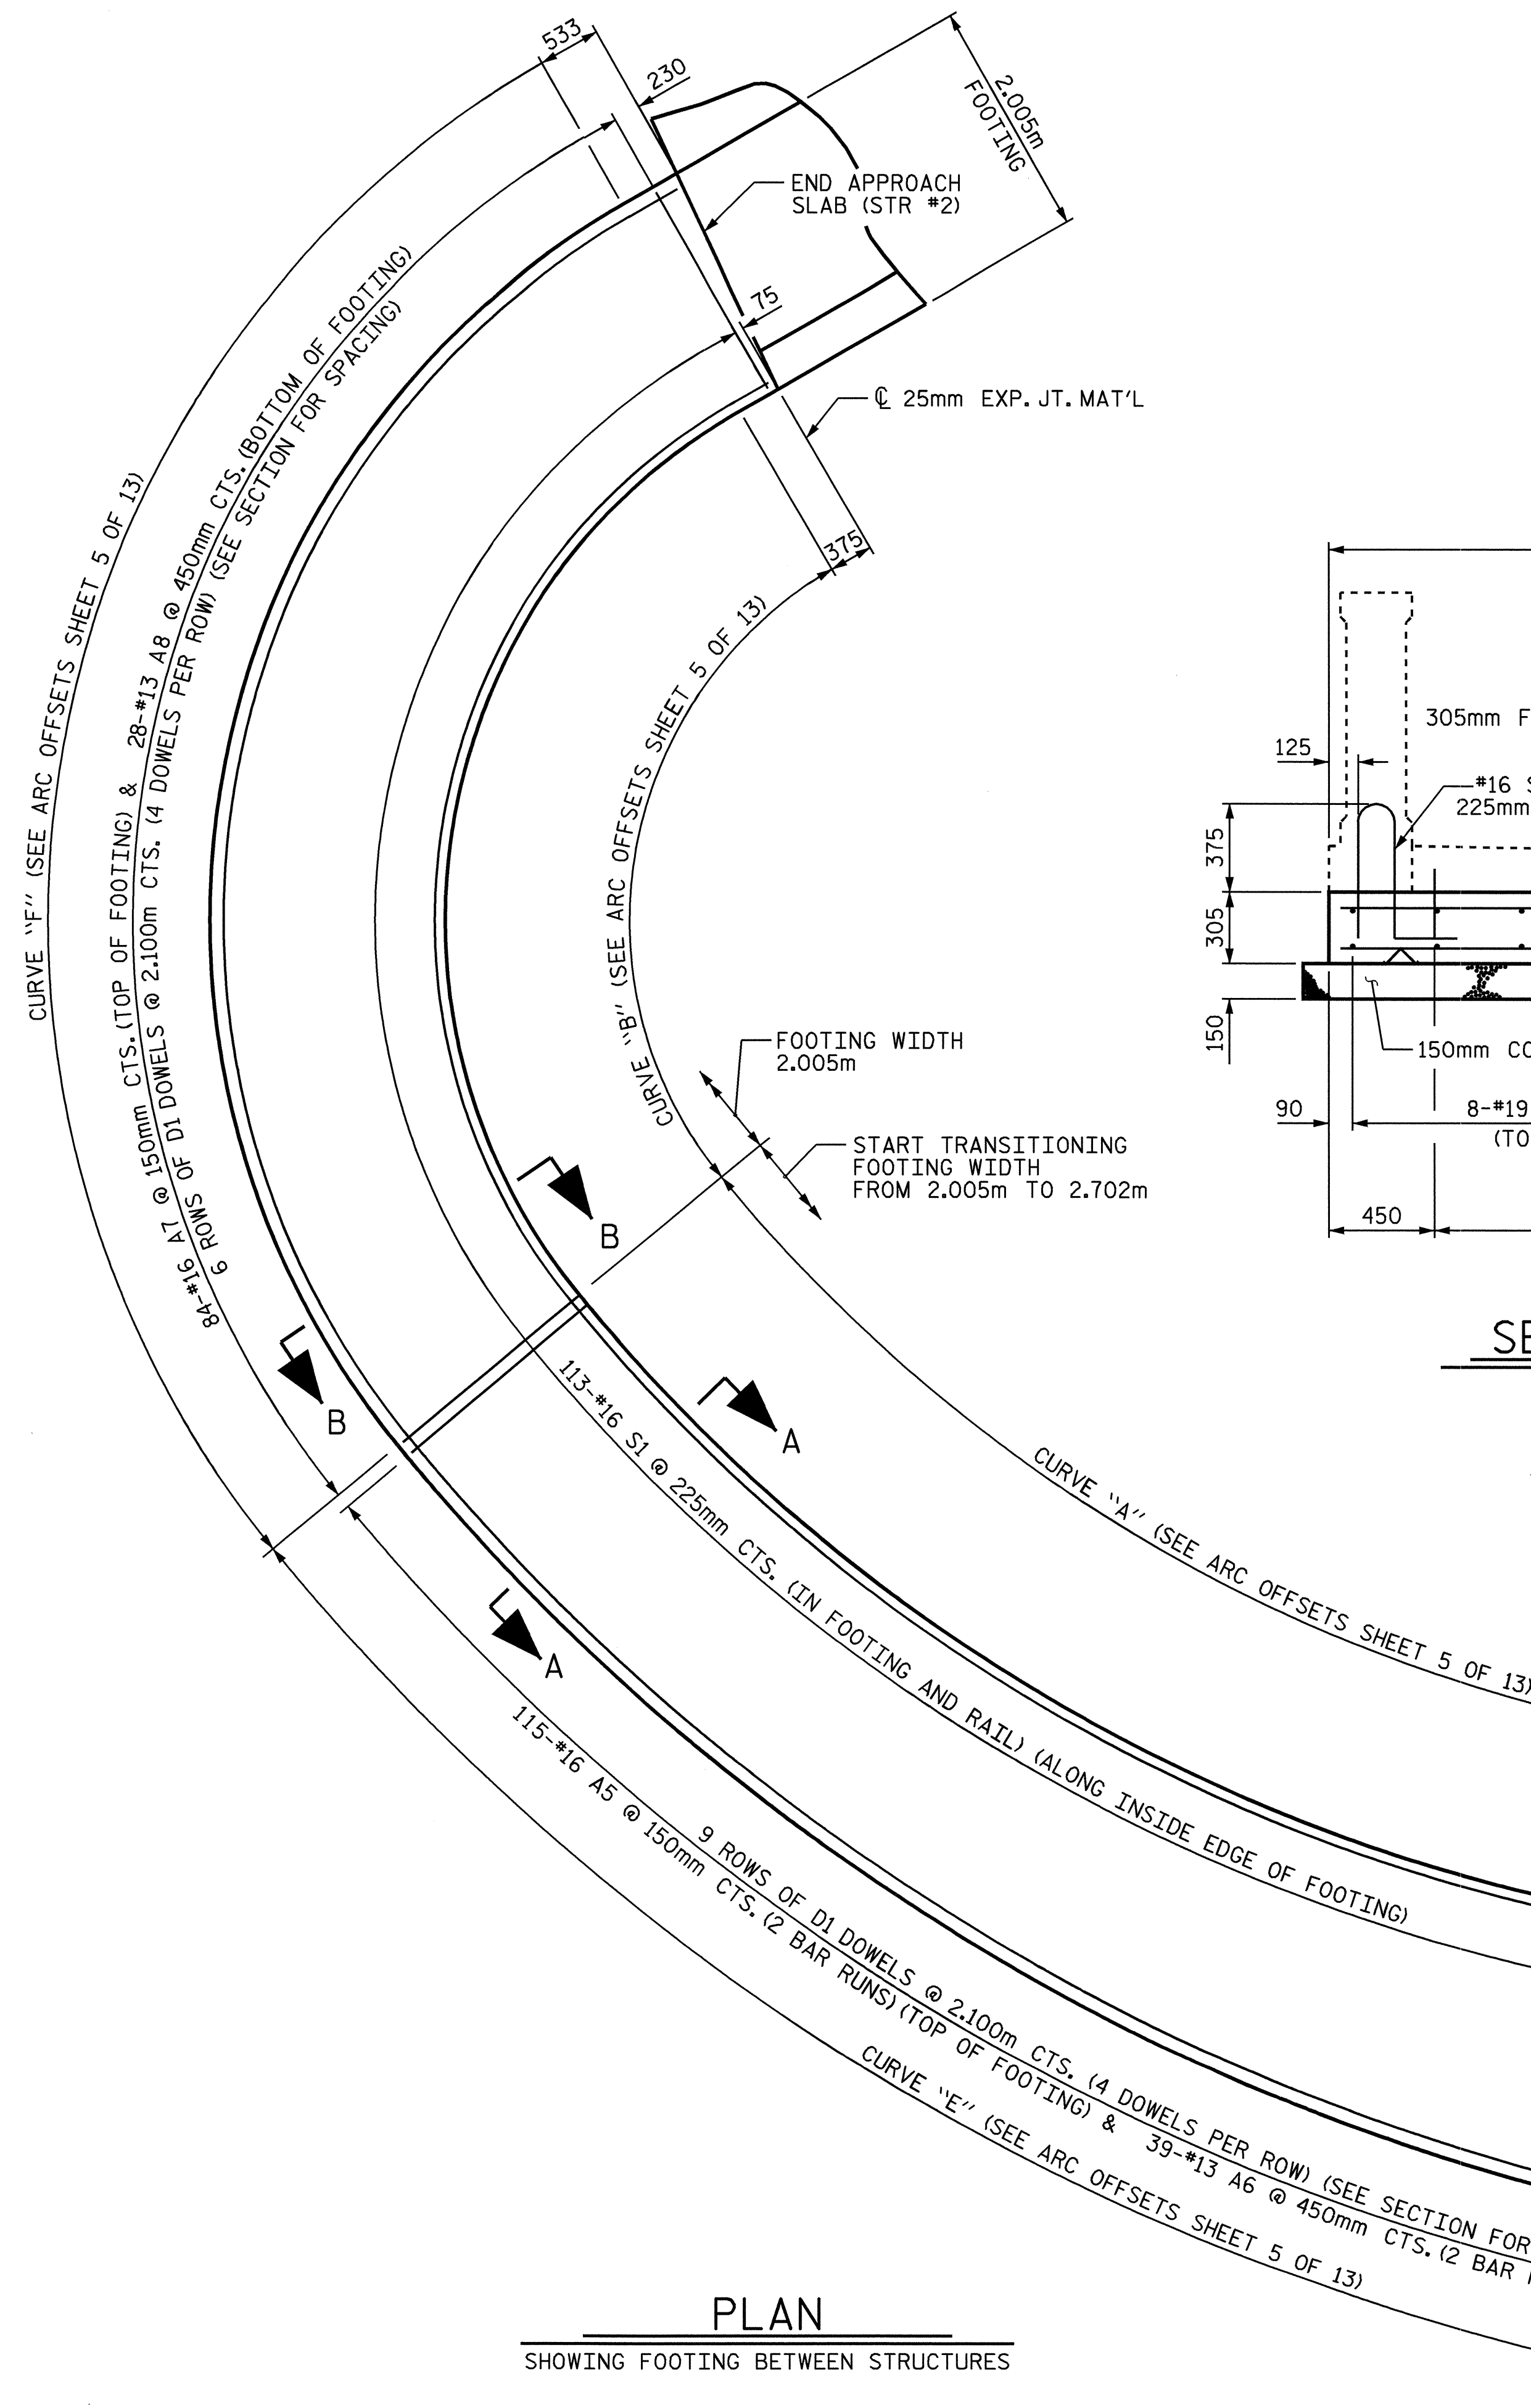 533
230
2.005m
FOOTING
END APPROACH
SLAB (STR #2)
75
℄ 25mm EXP. JT. MAT'L
375
CURVE "F" (SEE ARC OFFSETS SHEET 5 OF 13)
84-#16 A7 @ 150mm CTS. (TOP OF FOOTING) & 28-#13 A8 @ 450mm CTS. (BOTTOM OF FOOTING)
6 ROWS OF D1 DOWELS @ 2.100m CTS. (4 DOWELS PER ROW) (SEE SECTION FOR SPACING)
CURVE "B" (SEE ARC OFFSETS SHEET 5 OF 13)
FOOTING WIDTH
2.005m
START TRANSITIONING
FOOTING WIDTH
FROM 2.005m TO 2.702m
B
B
A
A
CURVE "A" (SEE ARC OFFSETS SHEET 5 OF 13)
113-#16 S1 @ 225mm CTS. (IN FOOTING AND RAIL) (ALONG INSIDE EDGE OF FOOTING)
9 ROWS OF D1 DOWELS @ 2.100m CTS. (4 DOWELS PER ROW) (SEE SECTION FOR
115-#16 A5 @ 150mm CTS. (2 BAR RUNS) (TOP OF FOOTING) & 39-#13 A6 @ 450mm CTS. (2 BAR
CURVE "E" (SEE ARC OFFSETS SHEET 5 OF 13)
305mm F
125
#16 S
225mm
375
305
150
150mm CO
90
8-#19
(TO
450
SE
PLAN
SHOWING FOOTING BETWEEN STRUCTURES